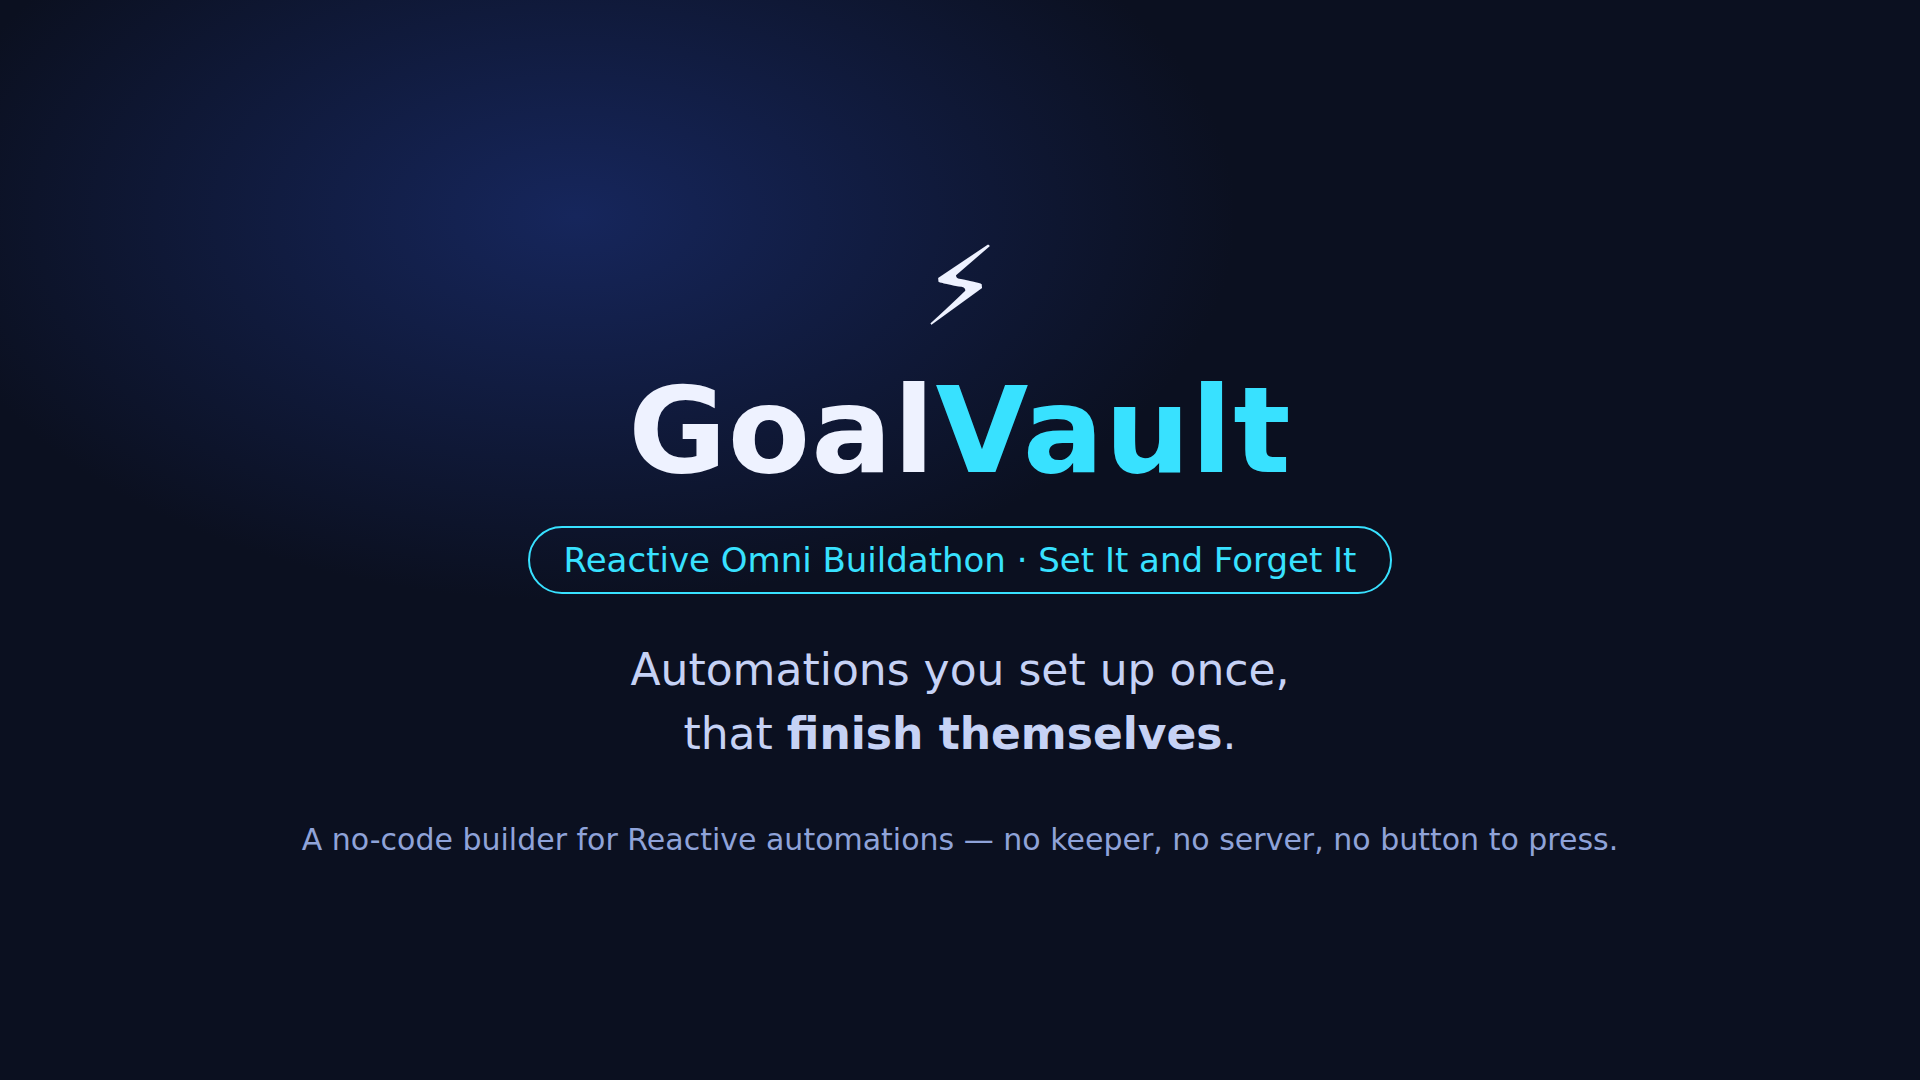 GoalVault
Reactive Omni Buildathon · Set It and Forget It
Automations you set up once,
that finish themselves.
A no-code builder for Reactive automations — no keeper, no server, no button to press.